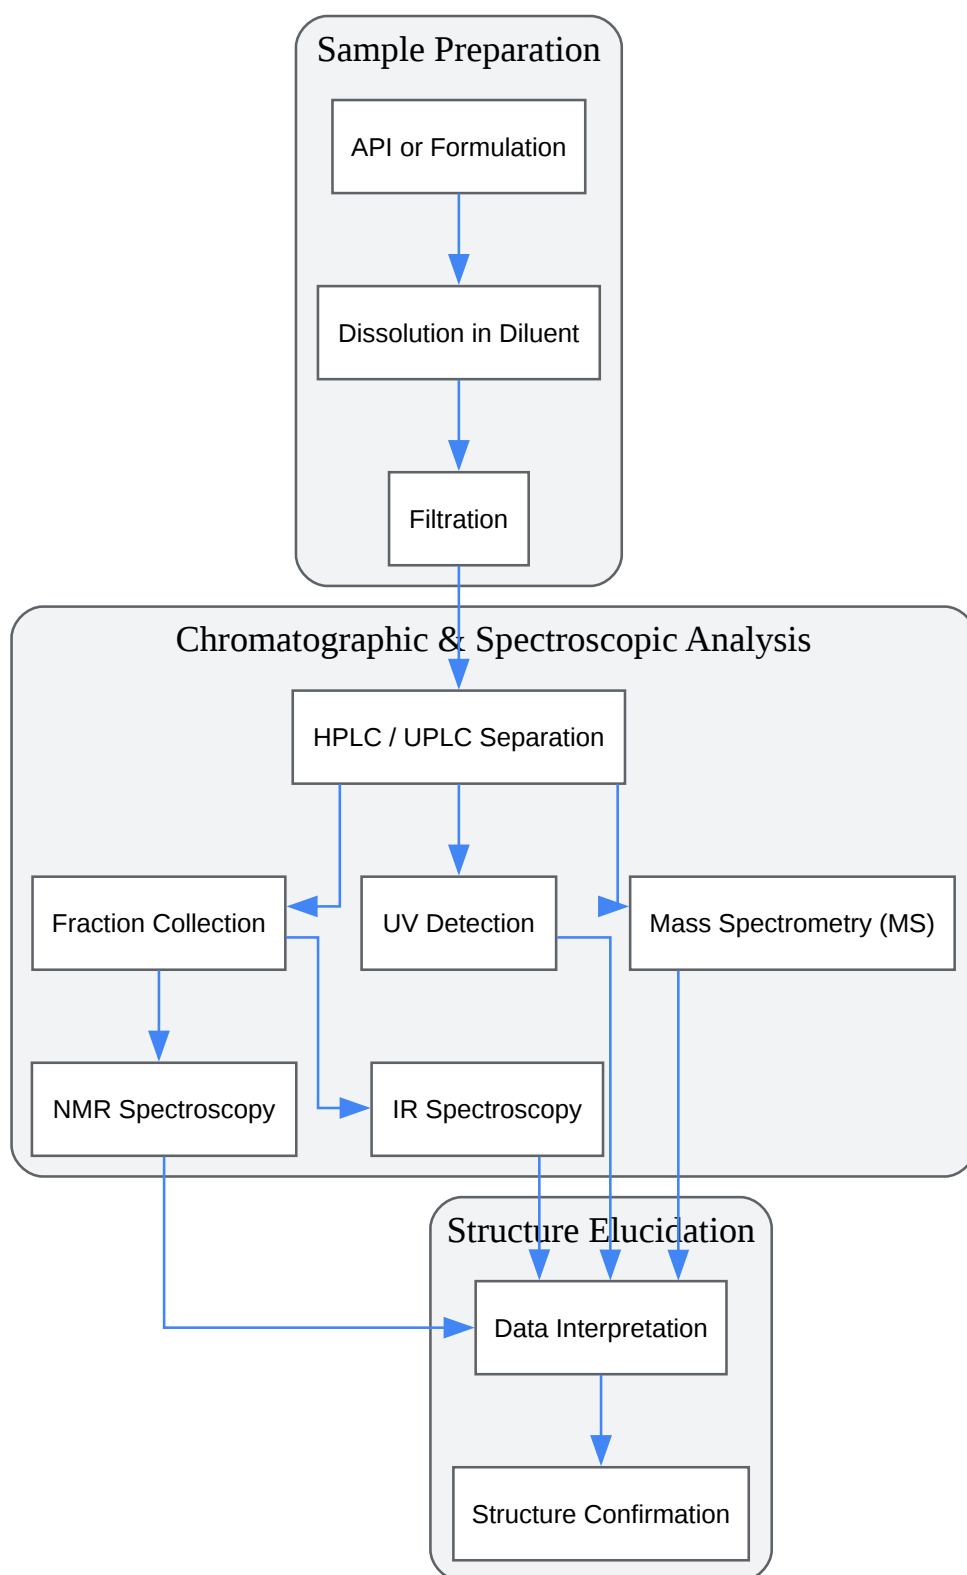 Sample Preparation
API or Formulation
Dissolution in Diluent
Filtration
Chromatographic & Spectroscopic Analysis
HPLC / UPLC Separation
Fraction Collection
UV Detection
Mass Spectrometry (MS)
NMR Spectroscopy
IR Spectroscopy
Structure Elucidation
Data Interpretation
Structure Confirmation